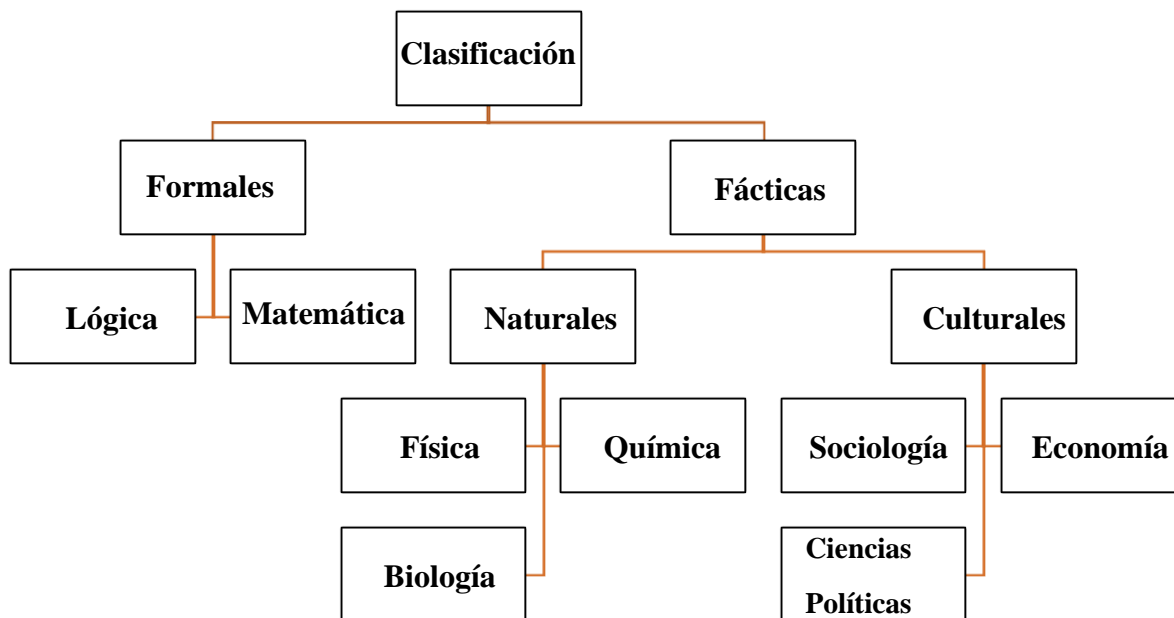 Clasificación
Formales
Fácticas
Lógica
Matemática
Naturales
Culturales
Física
Química
Sociología
Economía
Biología
Ciencias
Políticas